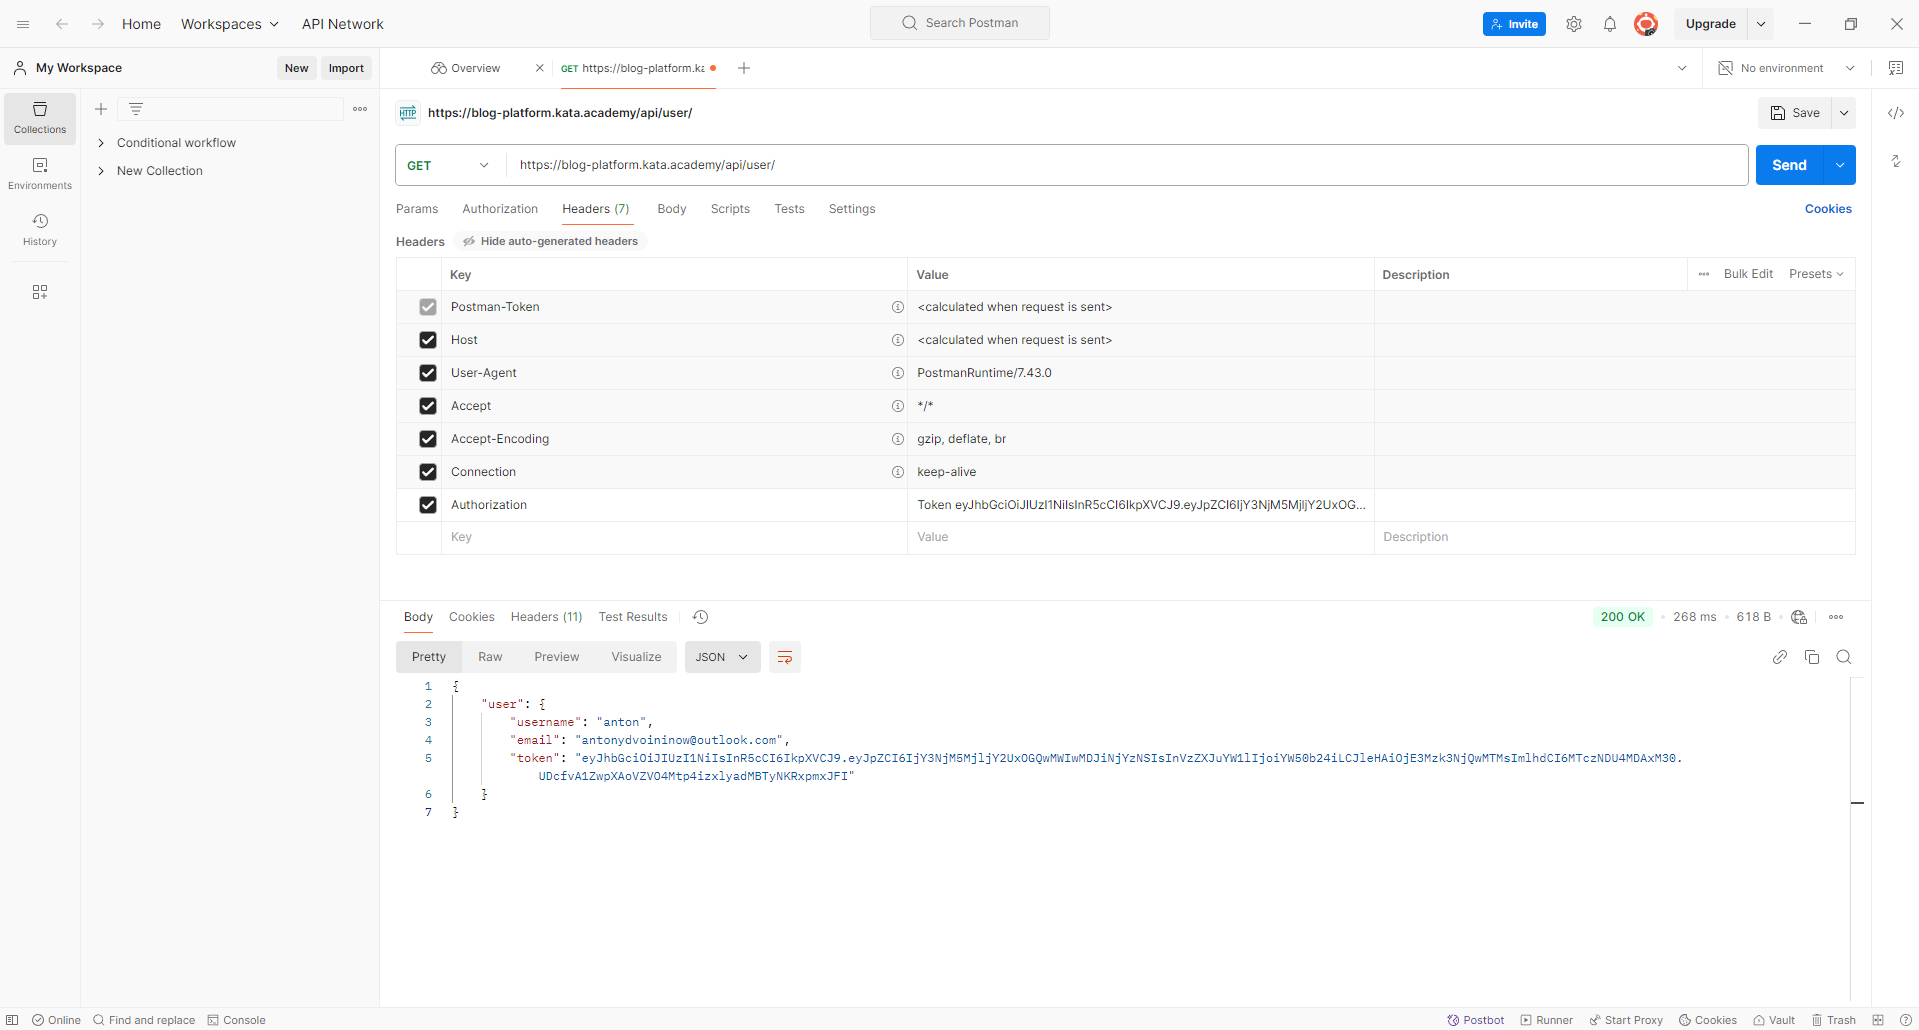 Home Workspaces API Network Search Postman Invite Upgrade
My Workspace New Import Overview GET https://blog-platform.ka No environment
Collections
Environments
History
Conditional workflow
New Collection
HTTP https://blog-platform.kata.academy/api/user/ Save
GET https://blog-platform.kata.academy/api/user/ Send
Params Authorization Headers (7) Body Scripts Tests Settings Cookies
Headers Hide auto-generated headers
Key Value Description Bulk Edit Presets
Postman-Token <calculated when request is sent>
Host <calculated when request is sent>
User-Agent PostmanRuntime/7.43.0
Accept */*
Accept-Encoding gzip, deflate, br
Connection keep-alive
Authorization Token eyJhbGciOiJIUzI1NiIsInR5cCI6IkpXVCJ9.eyJpZCI6IjY3NjM5MjljY2UxOG...
Key Value Description
Body Cookies Headers (11) Test Results 200 OK 268 ms 618 B
Pretty Raw Preview Visualize JSON
1 {
2 "user": {
3 "username": "anton",
4 "email": "antonydvoininow@outlook.com",
5 "token": "eyJhbGciOiJIUzI1NiIsInR5cCI6IkpXVCJ9.eyJpZCI6IjY3NjM5MjljY2UxOGQwMWIwMDJiNjYzNSIsInVzZXJuYW1lIjoiYW50b24iLCJleHAiOjE3Mzk3NjQwMTMsImlhdCI6MTczNDU4MDAxM30.
UDcfvA1ZwpXAoVZVO4Mtp4izxlyadMBTyNKRxpmxJFI"
6 }
7 }
Online Find and replace Console Postbot Runner Start Proxy Cookies Vault Trash